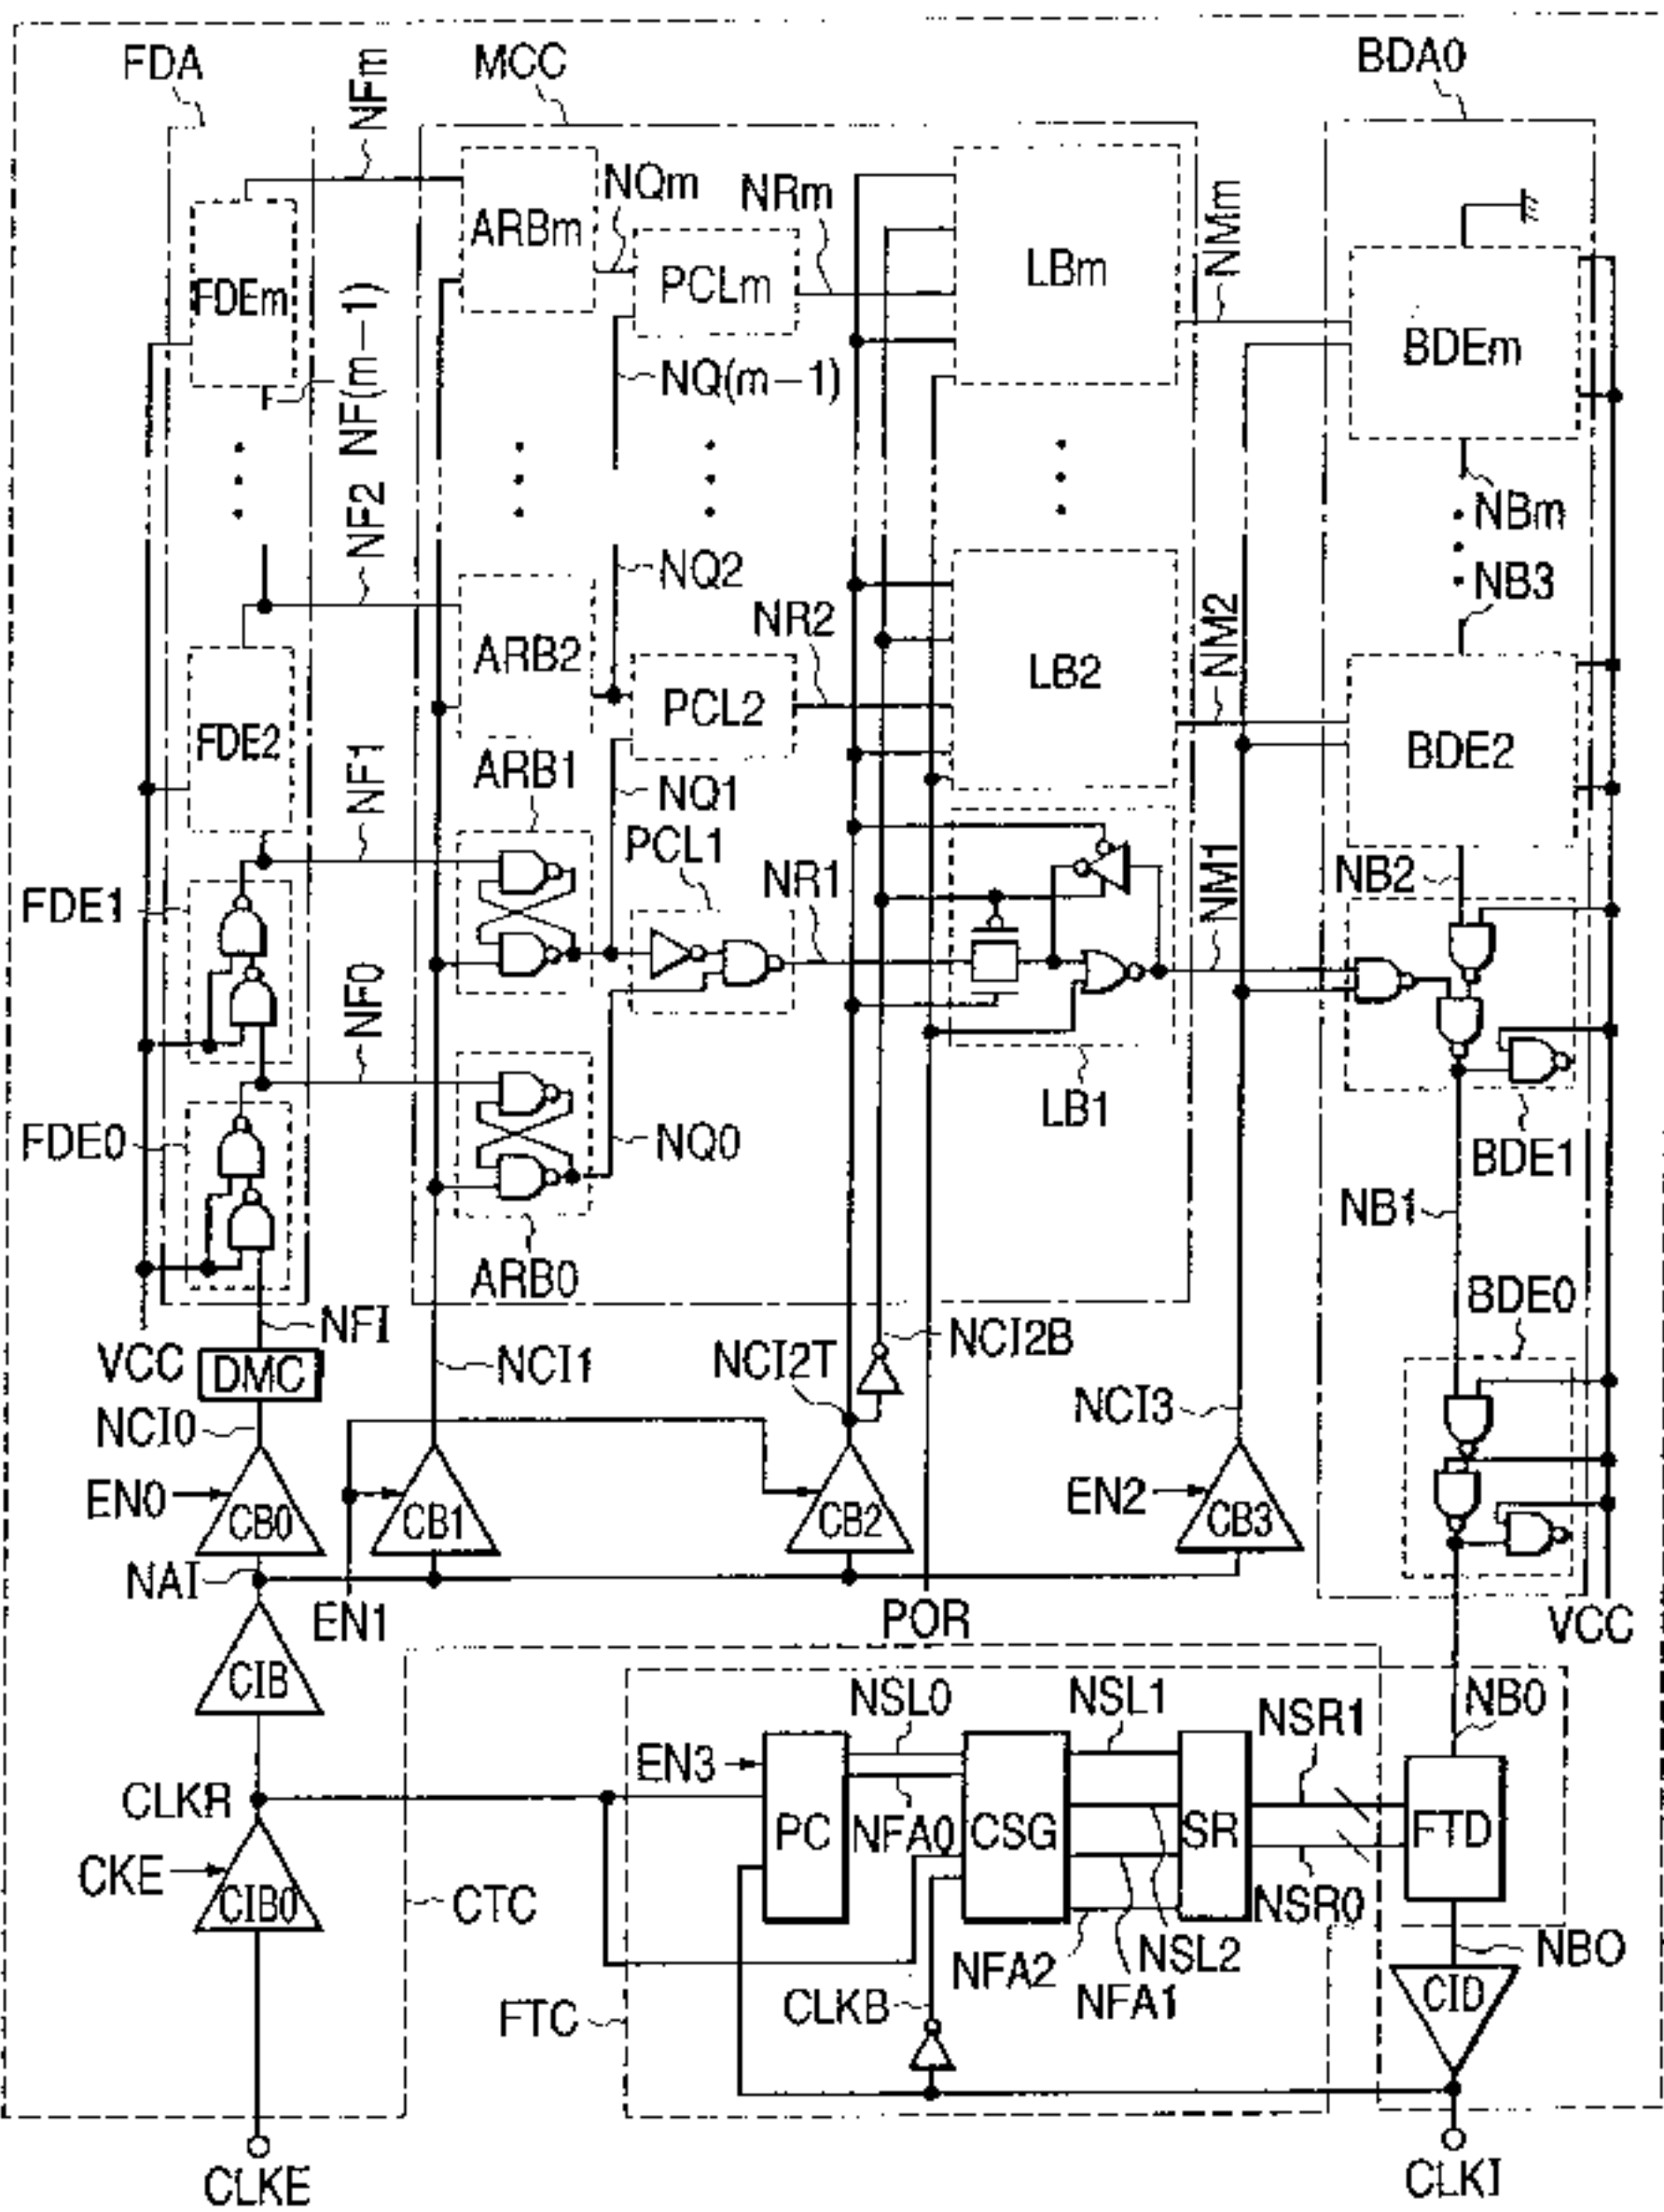 FDA
NFm
MCC
BDA0
ARBm
NQm
NRm
LBm
NMm
FDEm
PCLm
BDEm
NF(m-1)
NQ(m-1)
NBm
NF2
NQ2
NB3
ARB2
NR2
LB2
NM2
FDE2
PCL2
BDE2
NF1
ARB1
NQ1
PCL1
NR1
NM1
NB2
FDE1
NF0
LB1
FDE0
NQ0
BDE1
NB1
ARB0
BDE0
NFI
VCC
DMC
NCI1
NCI2T
NCI2B
NCI0
NCI3
EN0
CB0
CB1
CB2
EN2
CB3
NAI
EN1
POR
VCC
CIB
NSL0
NSL1
NSR1
NB0
EN3
CLKR
PC
NFA0
CSG
SR
FTD
CKE
CIB0
CTC
NSR0
NSL2
NFA2
NFA1
NBO
CLKB
FTC
CID
CLKE
CLKI